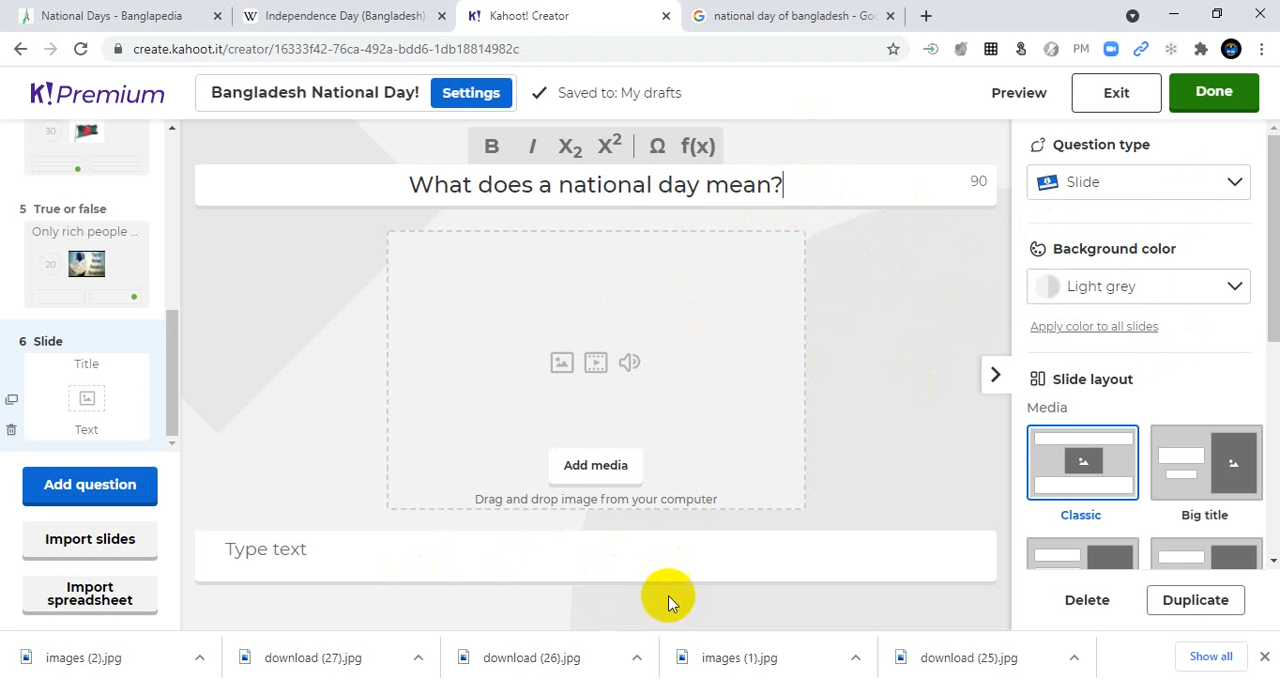 National Days - Banglapedia
Independence Day (Bangladesh)
Kahoot! Creator
national day of bangladesh - Goo
create.kahoot.it/creator/16333f42-76ca-492a-bdd6-1db18814982c
PM
K!Premium
Bangladesh National Day!
Settings
Saved to: My drafts
Preview
Exit
Done
B I X2 X2 Ω f(x)
What does a national day mean?
90
30
5 True or false
Only rich people ...
20
6 Slide
Title
Text
Add question
Import slides
Import
spreadsheet
Add media
Drag and drop image from your computer
Type text
Question type
Slide
Background color
Light grey
Apply color to all slides
Slide layout
Media
Classic
Big title
Delete
Duplicate
images (2).jpg
download (27).jpg
download (26).jpg
images (1).jpg
download (25).jpg
Show all